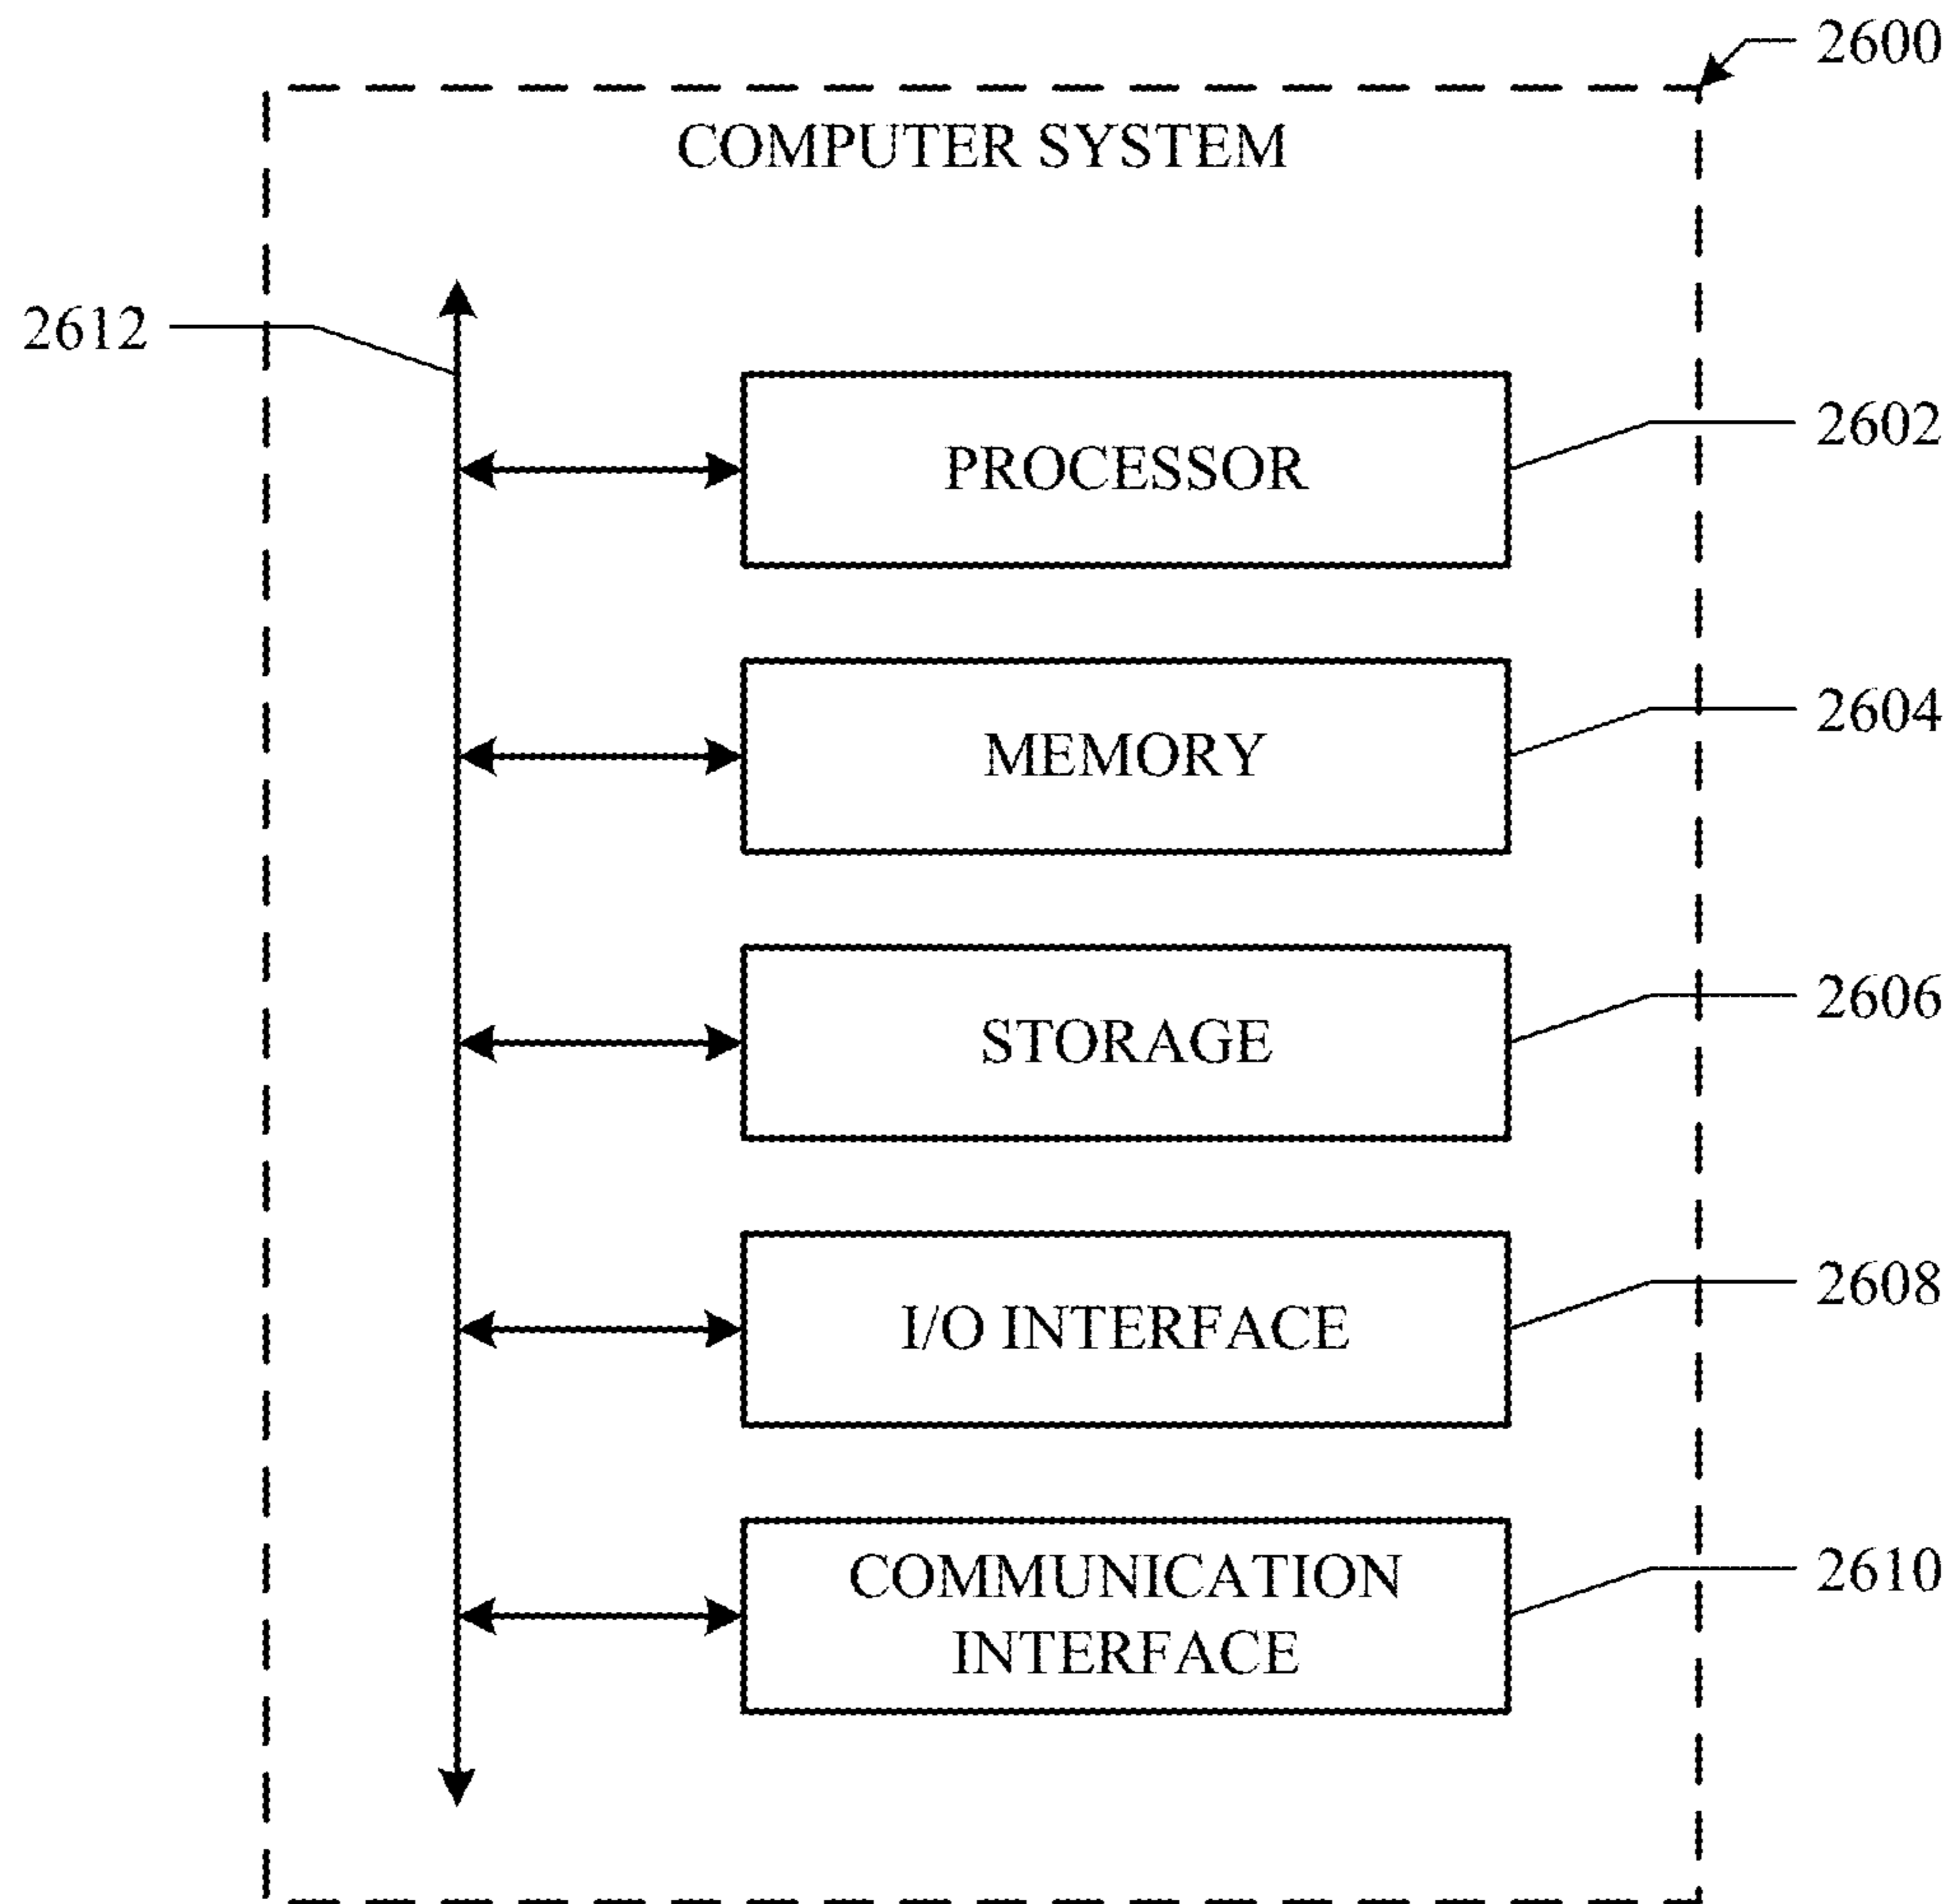 2600
COMPUTER SYSTEM
2612
PROCESSOR
2602
MEMORY
2604
STORAGE
2606
I/O INTERFACE
2608
COMMUNICATION
INTERFACE
2610